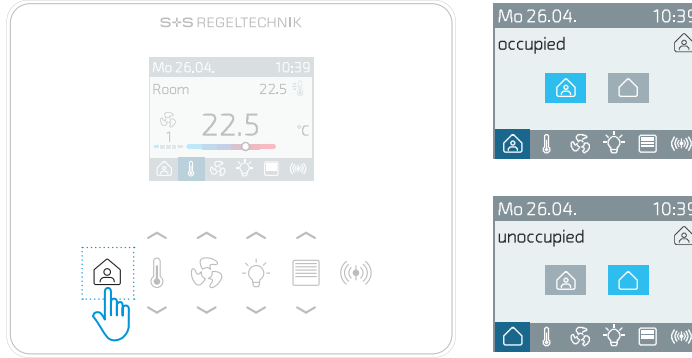 S+S REGELTECHNIK
Mo 26.04. 10:39
Room 22.5
22.5 °C
1
Mo 26.04. 10:39
occupied
Mo 26.04. 10:39
unoccupied